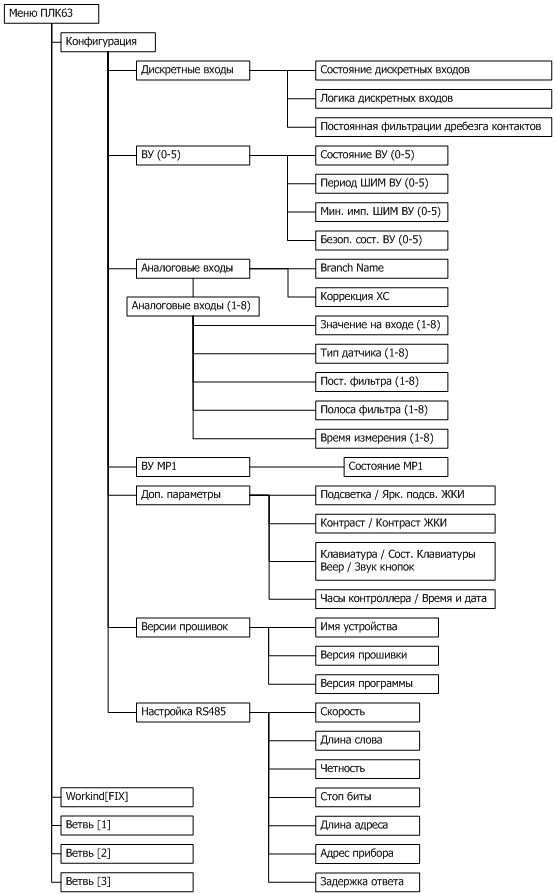 Меню ПЛК63
Конфигурация
Дискретные входы
Состояние дискретных входов
Логика дискретных входов
Постоянная фильтрации дребезга контактов
ВУ (0-5)
Состояние ВУ (0-5)
Период ШИМ ВУ (0-5)
Мин. имп. ШИМ ВУ (0-5)
Безоп. сост. ВУ (0-5)
Аналоговые входы
Branch Name
Коррекция ХС
Аналоговые входы (1-8)
Значение на входе (1-8)
Тип датчика (1-8)
Пост. фильтра (1-8)
Полоса фильтра (1-8)
Время измерения (1-8)
ВУ МР1
Состояние МР1
Доп. параметры
Подсветка / Ярк. подсв. ЖКИ
Контраст / Контраст ЖКИ
Клавиатура / Сост. Клавиатуры
Beep / Звук кнопок
Часы контроллера / Время и дата
Версии прошивок
Имя устройства
Версия прошивки
Версия программы
Настройка RS485
Скорость
Длина слова
Четность
Стоп биты
Длина адреса
Адрес прибора
Задержка ответа
Workind[FIX]
Ветвь [1]
Ветвь [2]
Ветвь [3]